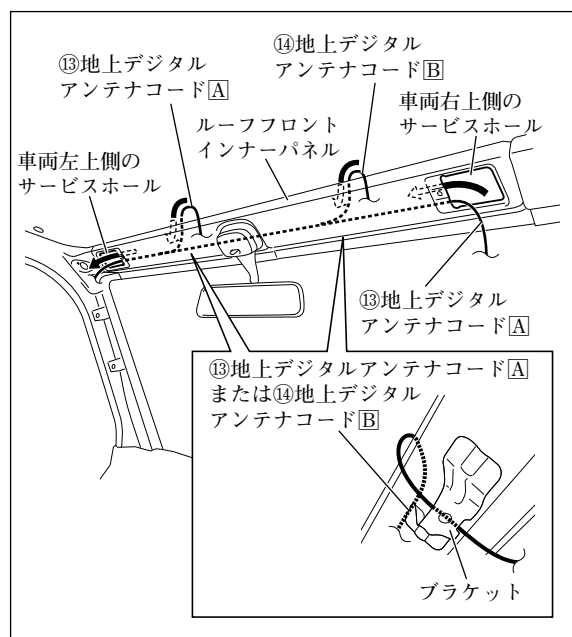 ⑭地上デジタル
アンテナコードB
⑬地上デジタル
アンテナコードA
車両右上側の
サービスホール
ルーフフロント
インナーパネル
車両左上側の
サービスホール
⑬地上デジタル
アンテナコードA
⑬地上デジタルアンテナコードA
または⑭地上デジタル
アンテナコードB
ブラケット